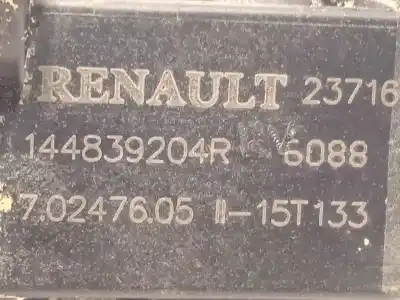 RENAULT 23716
144839204R 6088
7.02476.05 II-15T133